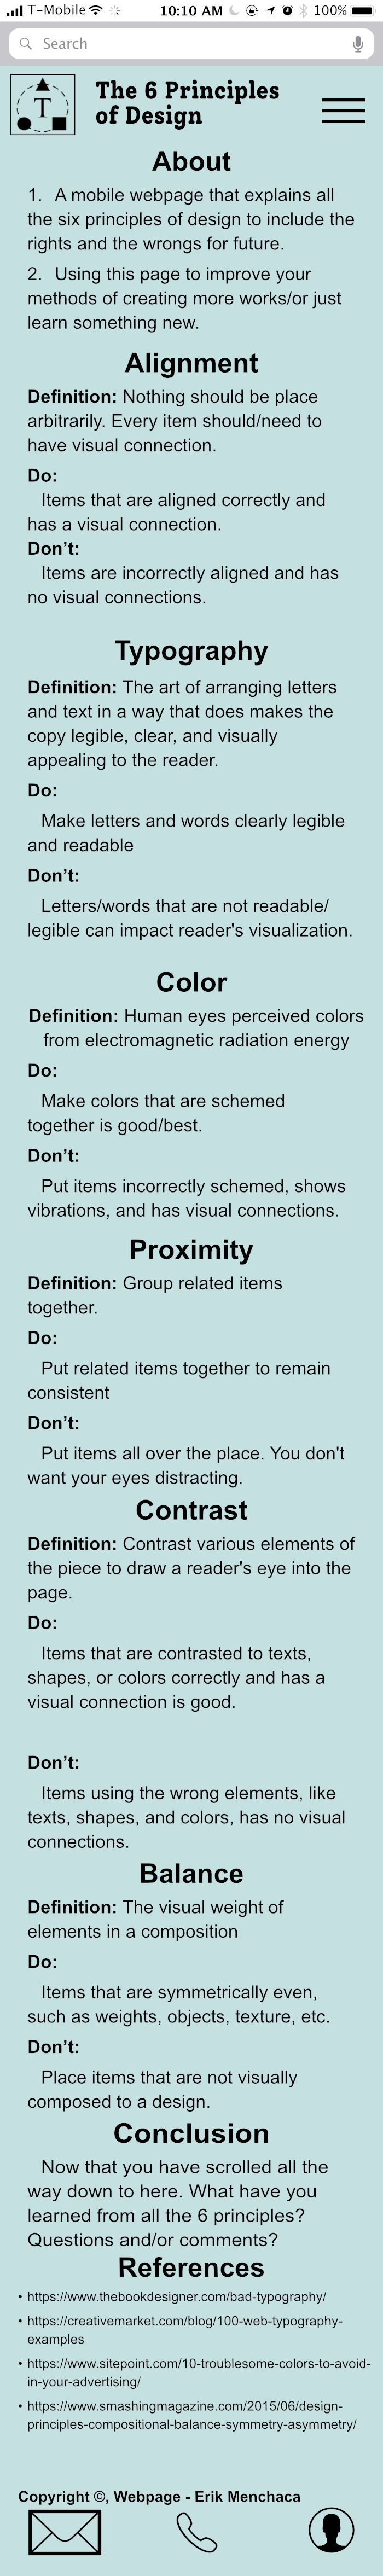 T-Mobile 10:10 AM 100%
Search
T
The 6 Principles
of Design
About
1. A mobile webpage that explains all
the six principles of design to include the
rights and the wrongs for future.
2. Using this page to improve your
methods of creating more works/or just
learn something new.
Alignment
Definition: Nothing should be place
arbitrarily. Every item should/need to
have visual connection.
Do:
Items that are aligned correctly and
has a visual connection.
Don’t:
Items are incorrectly aligned and has
no visual connections.
Typography
Definition: The art of arranging letters
and text in a way that does makes the
copy legible, clear, and visually
appealing to the reader.
Do:
Make letters and words clearly legible
and readable
Don’t:
Letters/words that are not readable/
legible can impact reader's visualization.
Color
Definition: Human eyes perceived colors
from electromagnetic radiation energy
Do:
Make colors that are schemed
together is good/best.
Don’t:
Put items incorrectly schemed, shows
vibrations, and has visual connections.
Proximity
Definition: Group related items
together.
Do:
Put related items together to remain
consistent
Don’t:
Put items all over the place. You don't
want your eyes distracting.
Contrast
Definition: Contrast various elements of
the piece to draw a reader's eye into the
page.
Do:
Items that are contrasted to texts,
shapes, or colors correctly and has a
visual connection is good.
Don’t:
Items using the wrong elements, like
texts, shapes, and colors, has no visual
connections.
Balance
Definition: The visual weight of
elements in a composition
Do:
Items that are symmetrically even,
such as weights, objects, texture, etc.
Don’t:
Place items that are not visually
composed to a design.
Conclusion
Now that you have scrolled all the
way down to here. What have you
learned from all the 6 principles?
Questions and/or comments?
References
• https://www.thebookdesigner.com/bad-typography/
• https://creativemarket.com/blog/100-web-typography-
examples
• https://www.sitepoint.com/10-troublesome-colors-to-avoid-
in-your-advertising/
• https://www.smashingmagazine.com/2015/06/design-
principles-compositional-balance-symmetry-asymmetry/
Copyright ©, Webpage - Erik Menchaca